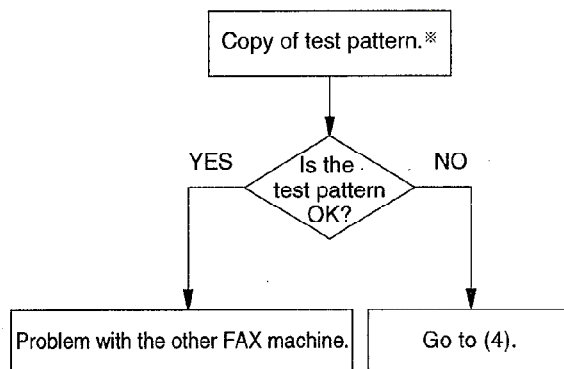 Copy of test pattern.※
YES
Is the
NO
test pattern
OK?
Problem with the other FAX machine.
Go to (4).